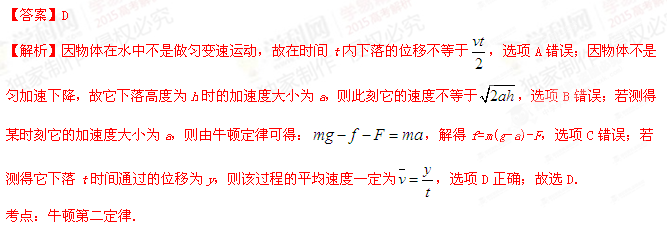 【答案】D
【解析】因物体在水中不是做匀变速运动，故在时间 t 内下落的位移不等于 vt/2，选项 A 错误；因物体不是
匀加速下降，故它下落高度为 h 时的加速度大小为 a，则此刻它的速度不等于√2ah，选项 B 错误；若测得
某时刻它的加速度大小为 a，则由牛顿定律可得：mg－f－F＝ma，解得 f=m(g-a)-F，选项 C 错误；若
测得它下落 t 时间通过的位移为 y，则该过程的平均速度一定为 v̄＝y/t，选项 D 正确；故选 D．
考点：牛顿第二定律．